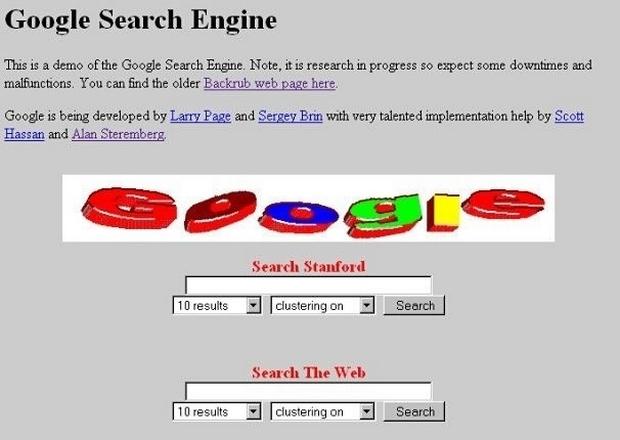 Google Search Engine
This is a demo of the Google Search Engine. Note, it is research in progress so expect some downtimes and
malfunctions. You can find the older Backrub web page here.
Google is being developed by Larry Page and Sergey Brin with very talented implementation help by Scott
Hassan and Alan Steremberg.
Google
Search Stanford
10 results clustering on Search
Search The Web
10 results clustering on Search